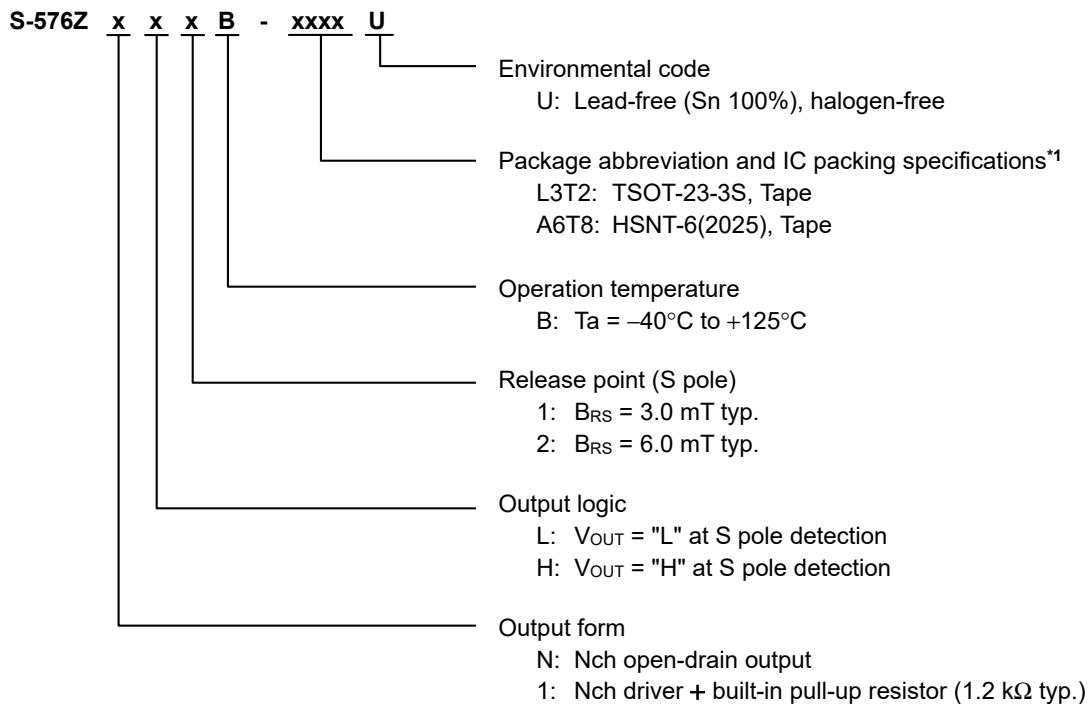 S-576Z x x x B - xxxx U
Environmental code
U: Lead-free (Sn 100%), halogen-free
Package abbreviation and IC packing specifications*1
L3T2: TSOT-23-3S, Tape
A6T8: HSNT-6(2025), Tape
Operation temperature
B: Ta = −40°C to +125°C
Release point (S pole)
1: BRS = 3.0 mT typ.
2: BRS = 6.0 mT typ.
Output logic
L: VOUT = "L" at S pole detection
H: VOUT = "H" at S pole detection
Output form
N: Nch open-drain output
1: Nch driver + built-in pull-up resistor (1.2 kΩ typ.)